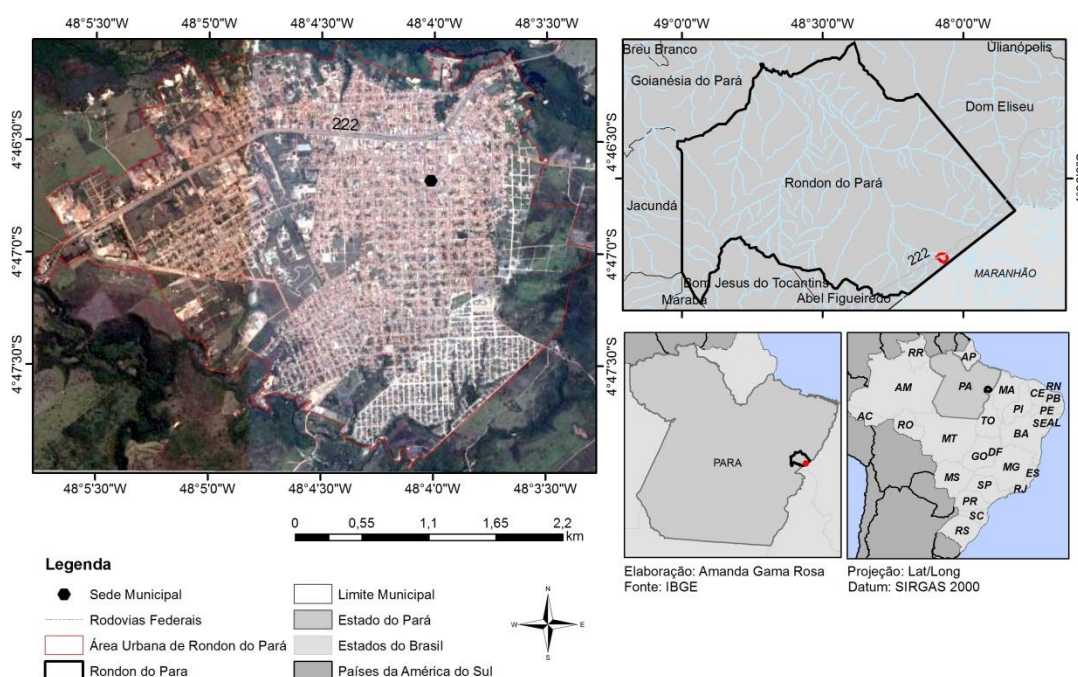 48°5'30"W 48°5'0"W 48°4'30"W 48°4'0"W 48°3'30"W
4°46'30"S
4°47'0"S
4°47'30"S
222
4°46'30"S
4°47'0"S
4°47'30"S
48°5'30"W 48°5'0"W 48°4'30"W 48°4'0"W 48°3'30"W
0 0,55 1,1 1,65 2,2
km
49°0'0"W 48°30'0"W 48°0'0"W
Breu Branco
Ulianópolis
Goianésia do Pará
Dom Eliseu
Rondon do Pará
Jacundá
222
MARANHÃO
Bom Jesus do Tocantins
Marabá
Abel Figueiredo
PARA
RR
AP
AM
PA
MA
CE
RN
PB
PI
PE
AC
TO
SE
AL
RO
BA
MT
GO
DF
MG
ES
MS
SP
RJ
PR
SC
RS
Elaboração: Amanda Gama Rosa
Fonte: IBGE
Projeção: Lat/Long
Datum: SIRGAS 2000
Legenda
Sede Municipal
Rodovias Federais
Área Urbana de Rondon do Pará
Rondon do Para
Limite Municipal
Estado do Pará
Estados do Brasil
Países da América do Sul
N
W
E
S